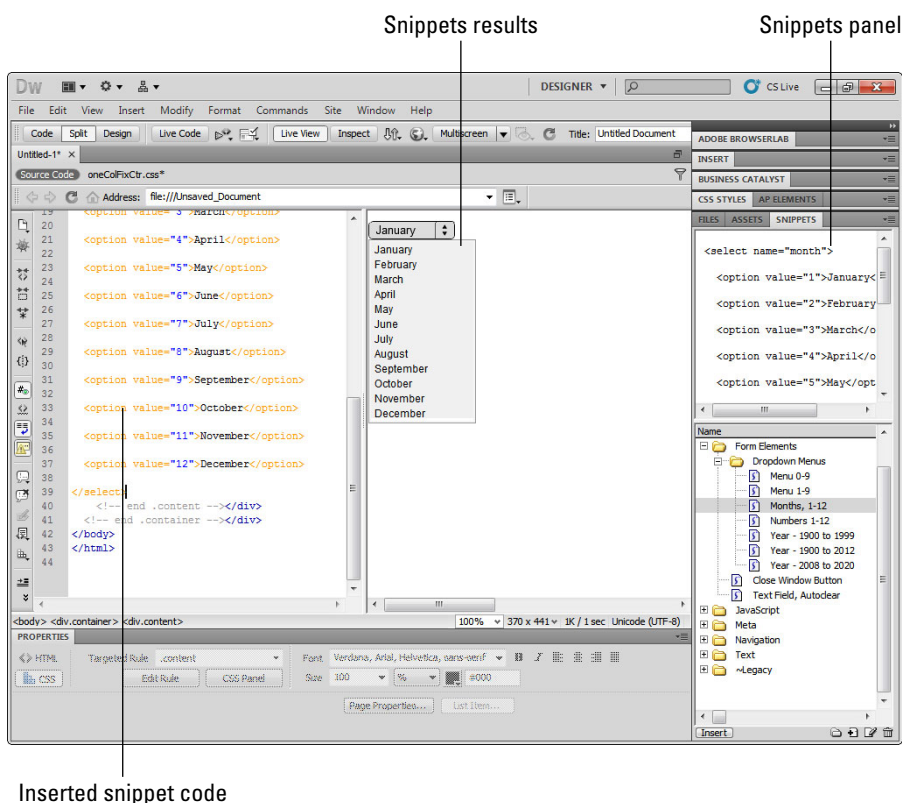 Snippets results
Snippets panel
Dw
DESIGNER
CS Live
File Edit View Insert Modify Format Commands Site Window Help
Code Split Design Live Code Live View Inspect Multiscreen Title: Untitled Document
Untitled-1* ×
Source Code oneColFixCtr.css*
Address: file:///Unsaved_Document
19 <option value="3">March</option>
20
21 <option value="4">April</option>
22
23 <option value="5">May</option>
24
25 <option value="6">June</option>
26
27 <option value="7">July</option>
28
29 <option value="8">August</option>
30
31 <option value="9">September</option>
32
33 <option value="10">October</option>
34
35 <option value="11">November</option>
36
37 <option value="12">December</option>
38
39 </select>
40 <!-- end .content --></div>
41 <!-- end .container --></div>
42 </body>
43 </html>
44
January
January
February
March
April
May
June
July
August
September
October
November
December
<body> <div.container> <div.content>
100% 370 x 441 1K / 1 sec Unicode (UTF-8)
PROPERTIES
<> HTML Targeted Rule .content Font Verdana, Arial, Helvetica, sans-serif B I
CSS Edit Rule CSS Panel Size 100 % #000
Page Properties... List Item...
ADOBE BROWSERLAB
INSERT
BUSINESS CATALYST
CSS STYLES AP ELEMENTS
FILES ASSETS SNIPPETS
<select name="month">
<option value="1">January<
<option value="2">February
<option value="3">March</o
<option value="4">April</o
<option value="5">May</opt
Name
Form Elements
Dropdown Menus
Menu 0-9
Menu 1-9
Months, 1-12
Numbers 1-12
Year - 1900 to 1999
Year - 1900 to 2012
Year - 2008 to 2020
Close Window Button
Text Field, Autoclear
JavaScript
Meta
Navigation
Text
~Legacy
Insert
Inserted snippet code